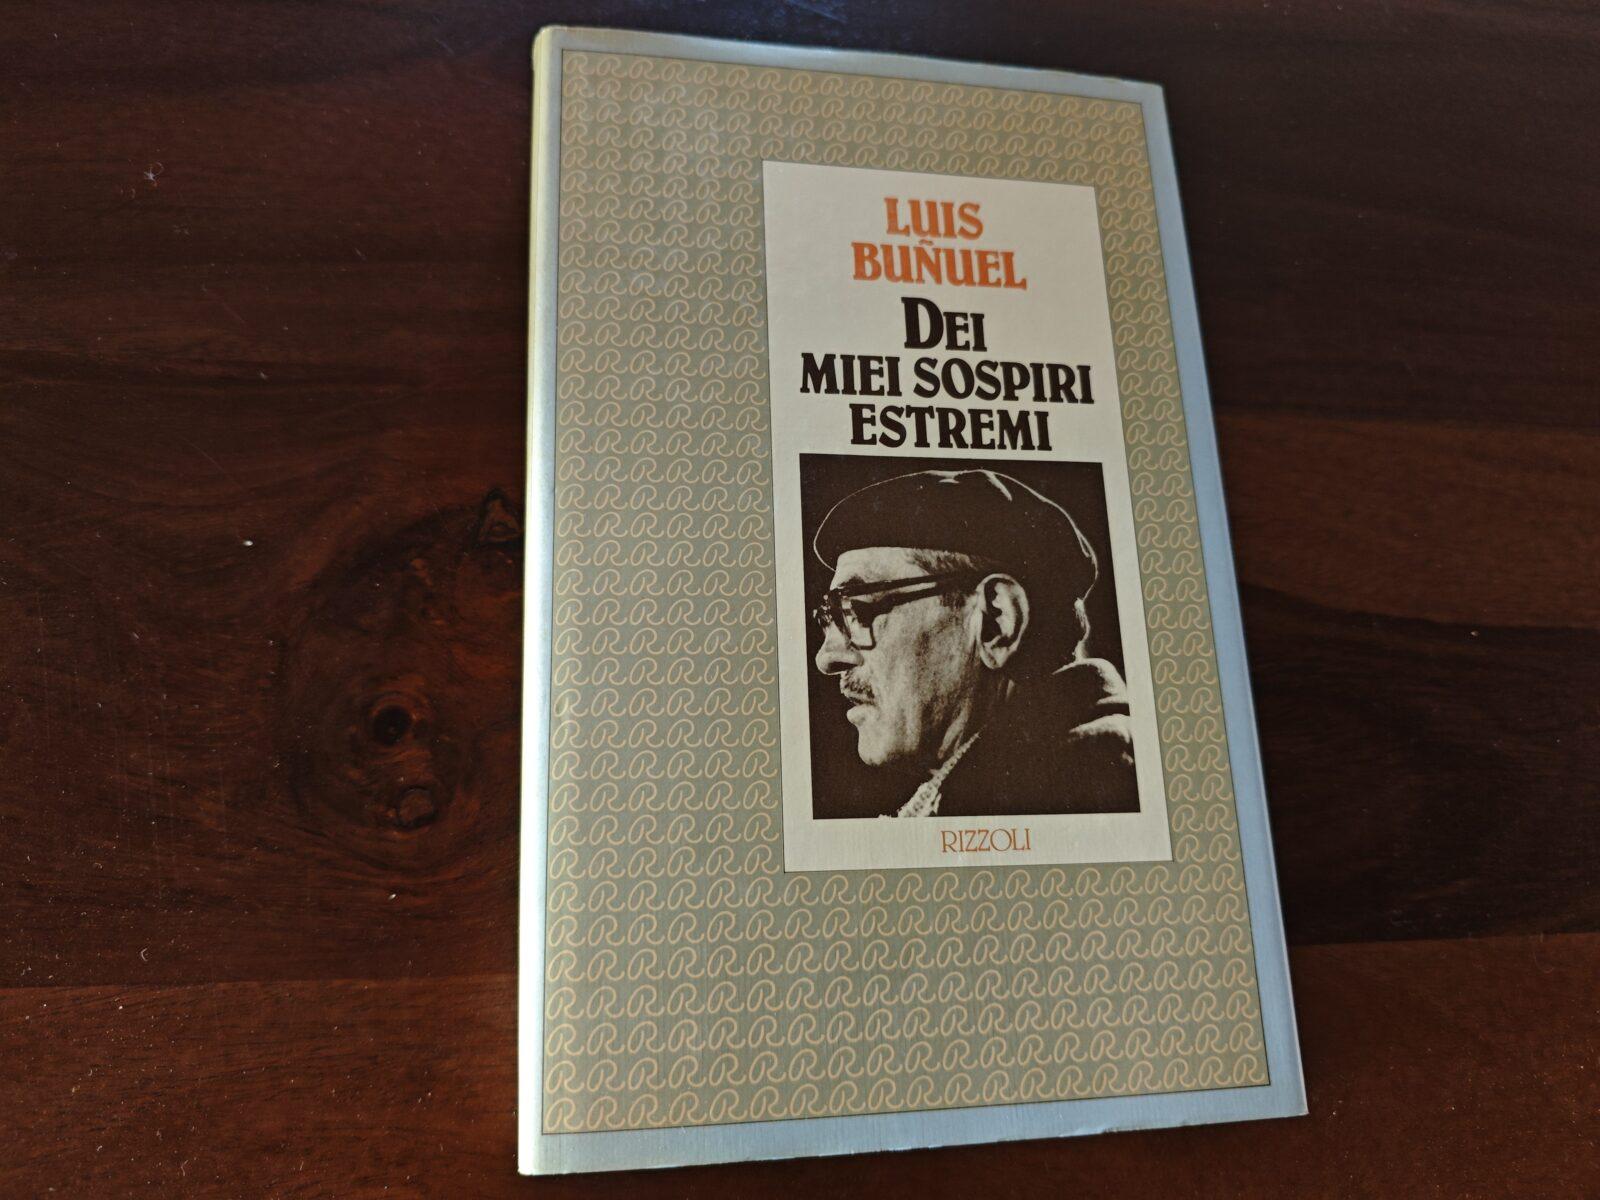 LUIS
BUÑUEL
DEI
MIEI SOSPIRI
ESTREMI
RIZZOLI